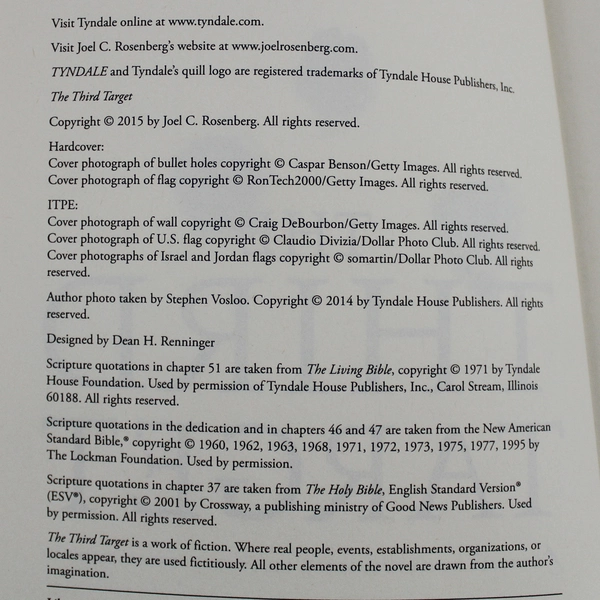 Visit Tyndale online at www.tyndale.com.
Visit Joel C. Rosenberg's website at www.joelrosenberg.com.
TYNDALE and Tyndale's quill logo are registered trademarks of Tyndale House Publishers, Inc.
The Third Target
Copyright © 2015 by Joel C. Rosenberg. All rights reserved.
Hardcover:
Cover photograph of bullet holes copyright © Caspar Benson/Getty Images. All rights reserved.
Cover photograph of flag copyright © RonTech2000/Getty Images. All rights reserved.
ITPE:
Cover photograph of wall copyright © Craig DeBourbon/Getty Images. All rights reserved.
Cover photograph of U.S. flag copyright © Claudio Divizia/Dollar Photo Club. All rights reserved.
Cover photographs of Israel and Jordan flags copyright © somartin/Dollar Photo Club. All rights
reserved.
Author photo taken by Stephen Vosloo. Copyright © 2014 by Tyndale House Publishers. All rights
reserved.
Designed by Dean H. Renninger
Scripture quotations in chapter 51 are taken from The Living Bible, copyright © 1971 by Tyndale
House Foundation. Used by permission of Tyndale House Publishers, Inc., Carol Stream, Illinois
60188. All rights reserved.
Scripture quotations in the dedication and in chapters 46 and 47 are taken from the New American
Standard Bible,® copyright © 1960, 1962, 1963, 1968, 1971, 1972, 1973, 1975, 1977, 1995 by
The Lockman Foundation. Used by permission.
Scripture quotations in chapter 37 are taken from The Holy Bible, English Standard Version®
(ESV®), copyright © 2001 by Crossway, a publishing ministry of Good News Publishers. Used
by permission. All rights reserved.
The Third Target is a work of fiction. Where real people, events, establishments, organizations, or
locales appear, they are used fictitiously. All other elements of the novel are drawn from the author's
imagination.